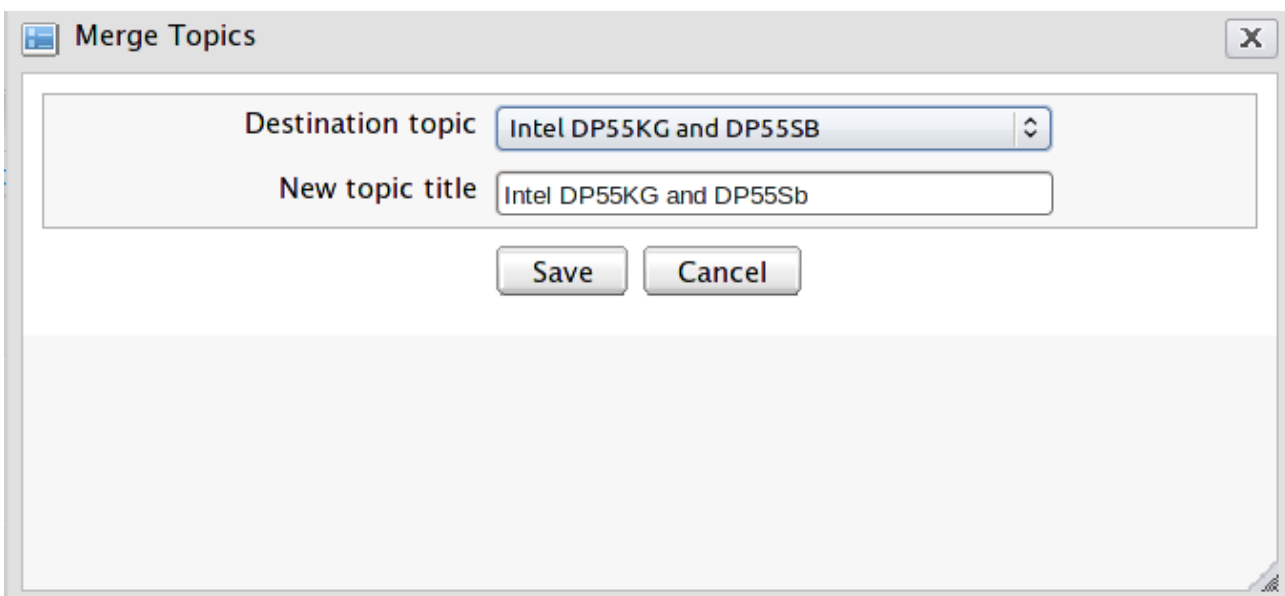 Merge Topics X
Destination topic Intel DP55KG and DP55SB
New topic title Intel DP55KG and DP55Sb
Save Cancel